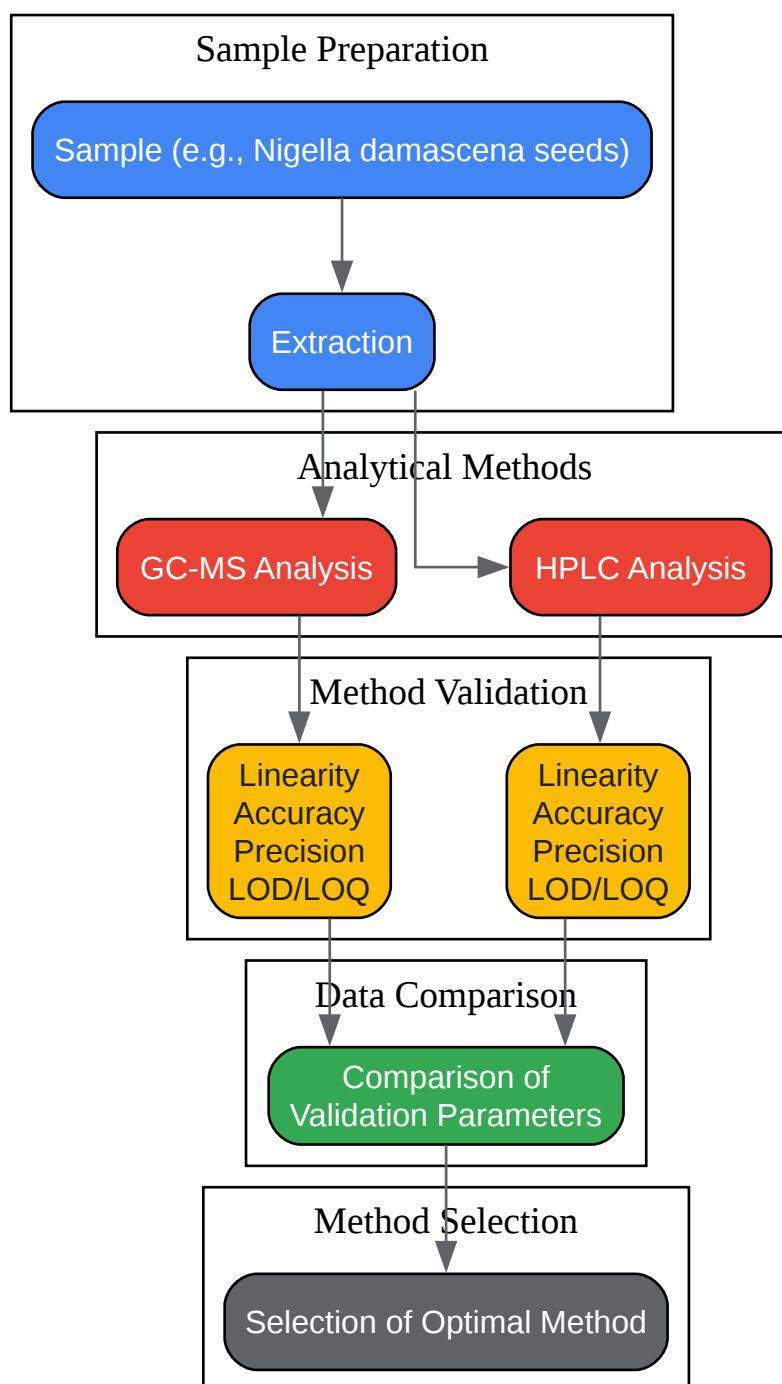 Sample Preparation
Sample (e.g., Nigella damascena seeds)
Extraction
Analytical Methods
GC-MS Analysis
HPLC Analysis
Method Validation
Linearity
Accuracy
Precision
LOD/LOQ
Linearity
Accuracy
Precision
LOD/LOQ
Data Comparison
Comparison of
Validation Parameters
Method Selection
Selection of Optimal Method